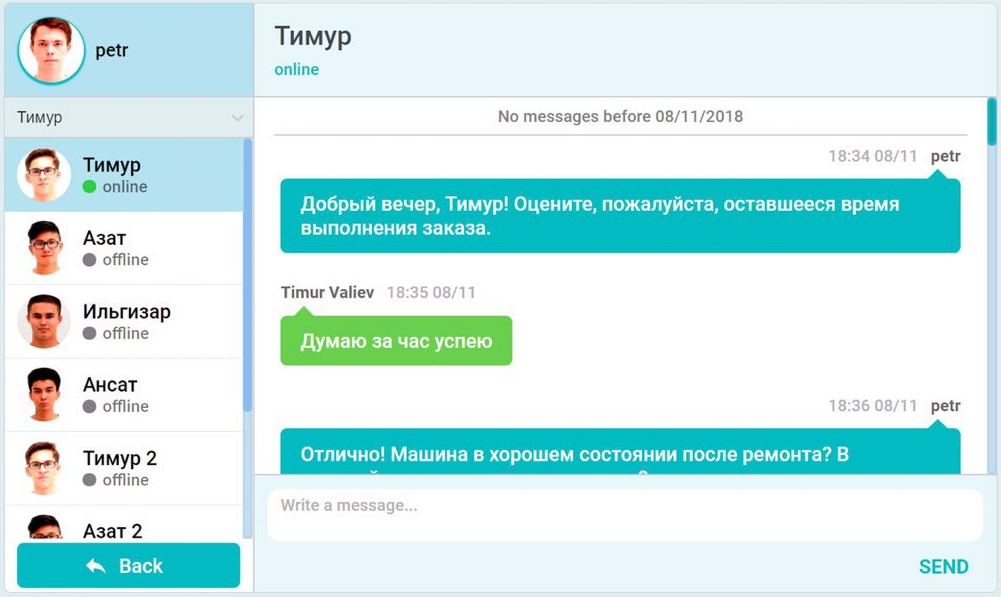 petr
Тимур
Тимур
online
Азат
offline
Ильгизар
offline
Ансат
offline
Тимур 2
offline
Азат 2
Back
Тимур
online
No messages before 08/11/2018
18:34 08/11 petr
Добрый вечер, Тимур! Оцените, пожалуйста, оставшееся время
выполнения заказа.
Timur Valiev 18:35 08/11
Думаю за час успею
18:36 08/11 petr
Отлично! Машина в хорошем состоянии после ремонта? В
Write a message...
SEND